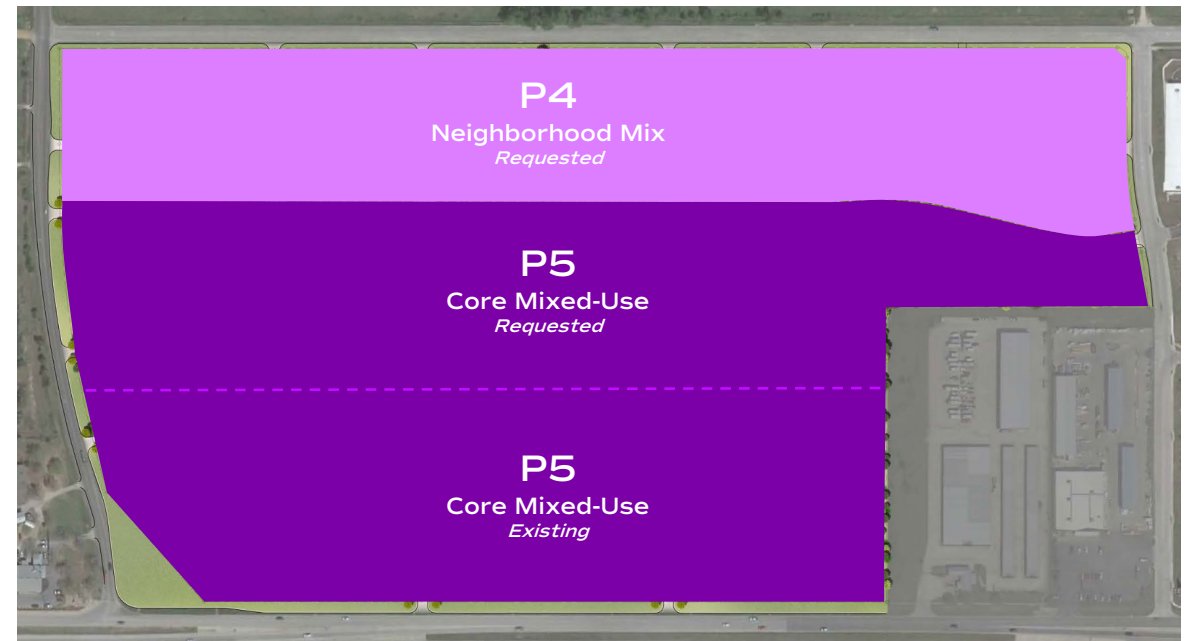 P4
Neighborhood Mix
Requested
P5
Core Mixed-Use
Requested
P5
Core Mixed-Use
Existing